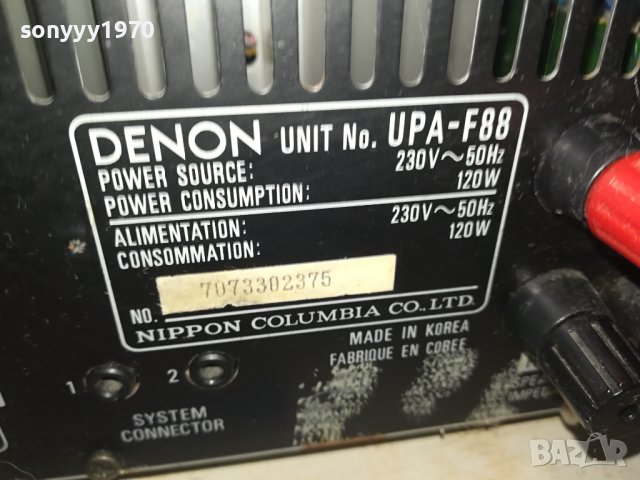 sonyyy1970
DENON UNIT No. UPA-F88
POWER SOURCE: 230V～50Hz
POWER CONSUMPTION: 120W
ALIMENTATION: 230V～50Hz
CONSOMMATION: 120W
NO. 7073302375
NIPPON COLUMBIA CO.,LTD.
MADE IN KOREA
FABRIQUE EN COREE
1 2
SYSTEM
CONNECTOR
BAZAR